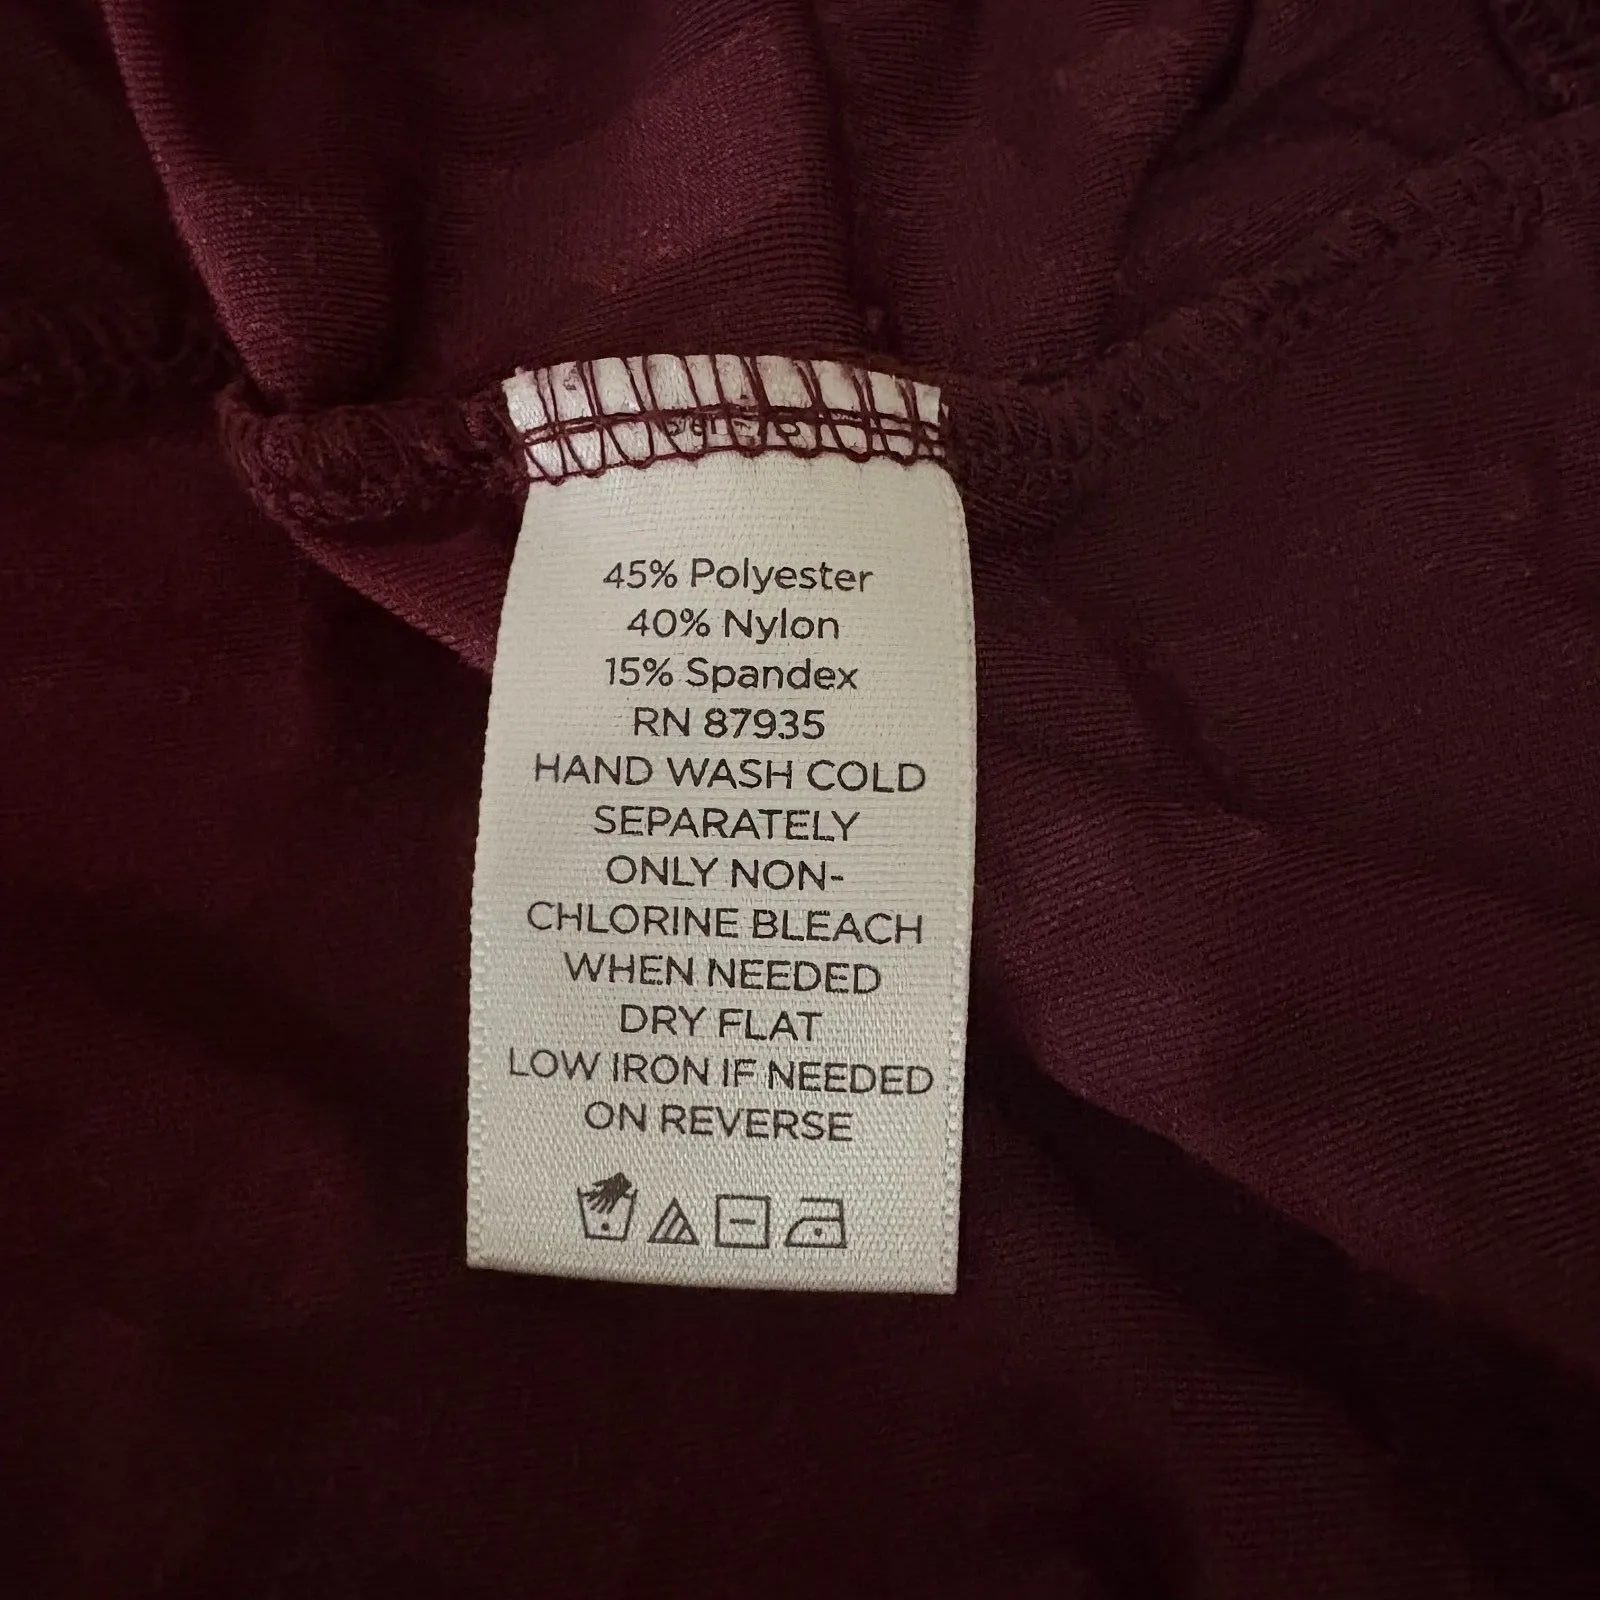 45% Polyester
40% Nylon
15% Spandex
RN 87935
HAND WASH COLD
SEPARATELY
ONLY NON-
CHLORINE BLEACH
WHEN NEEDED
DRY FLAT
LOW IRON IF NEEDED
ON REVERSE